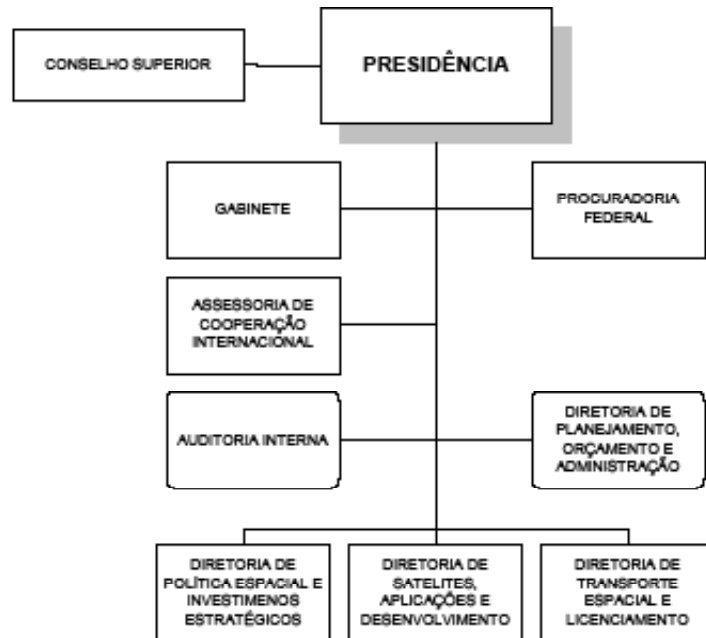 CONSELHO SUPERIOR
PRESIDÊNCIA
GABINETE
PROCURADORIA
FEDERAL
ASSESSORIA DE
COOPERAÇÃO
INTERNACIONAL
AUDITORIA INTERNA
DIRETORIA DE
PLANEJAMENTO,
ORÇAMENTO E
ADMINISTRAÇÃO
DIRETORIA DE
POLÍTICA ESPACIAL E
INVESTIMENOS
ESTRATÉGICOS
DIRETORIA DE
SATELITES,
APLICAÇÕES E
DESENVOLVIMENTO
DIRETORIA DE
TRANSPORTE
ESPACIAL E
LICENCIAMENTO